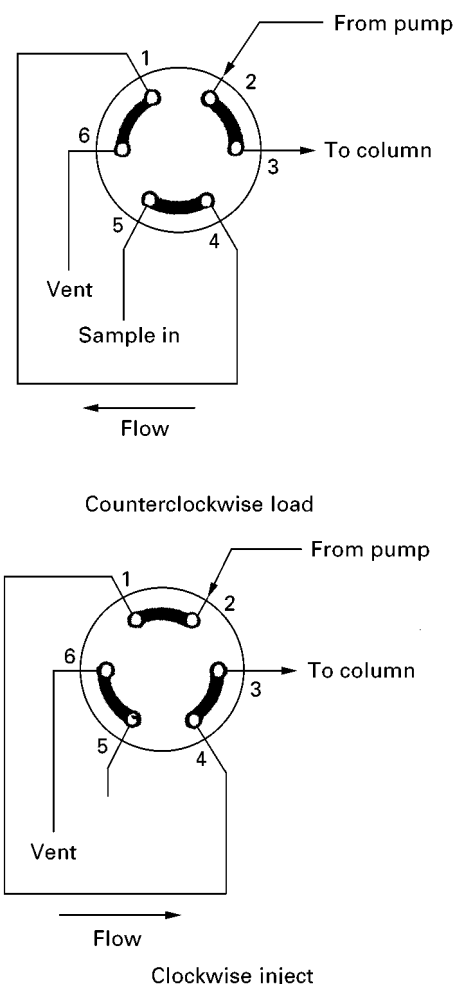 From pump
1
2
6
To column
3
5
4
Vent
Sample in
Flow
Counterclockwise load
From pump
1
2
6
To column
3
5
4
Vent
Flow
Clockwise inject